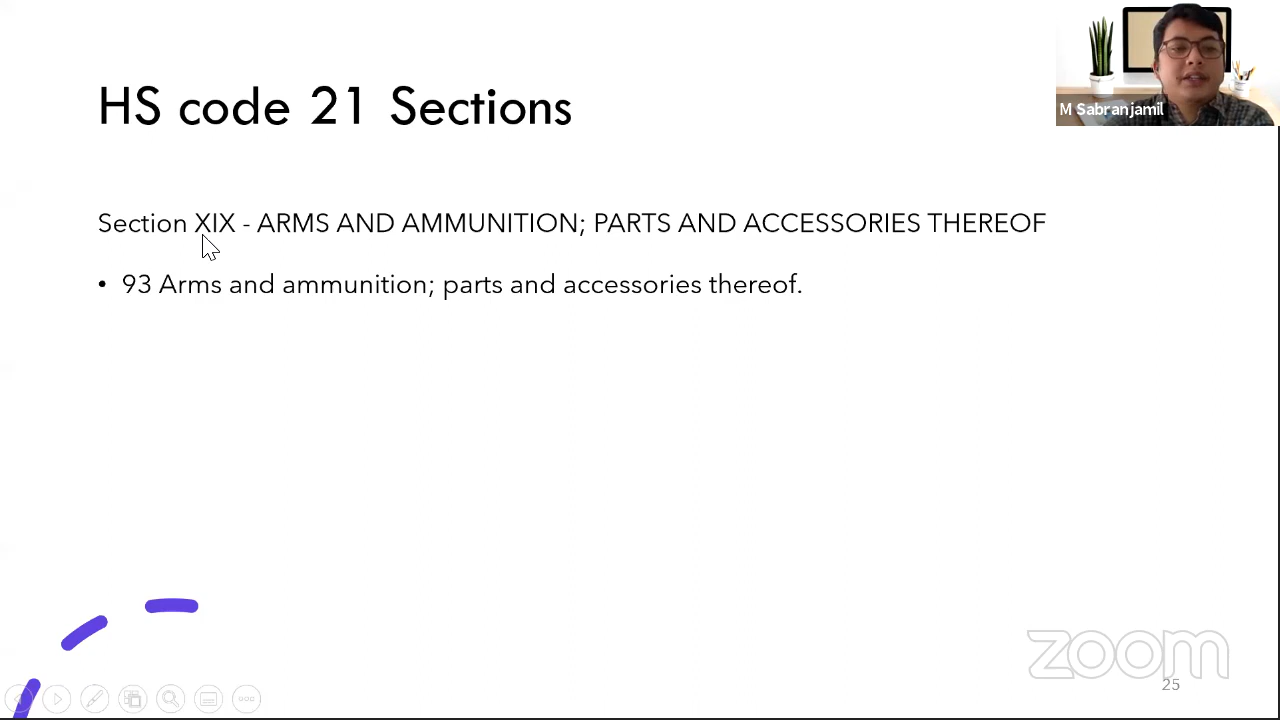 HS code 21 Sections
M Sabranjamil
Section XIX - ARMS AND AMMUNITION; PARTS AND ACCESSORIES THEREOF
• 93 Arms and ammunition; parts and accessories thereof.
zoom
25